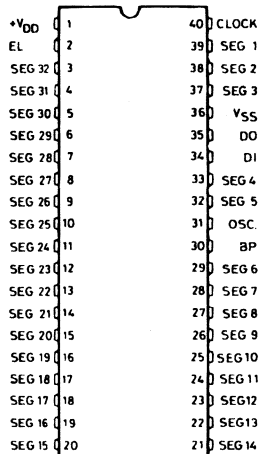 +VDD 1 40 CLOCK
EL 2 39 SEG 1
SEG 32 3 38 SEG 2
SEG 31 4 37 SEG 3
SEG 30 5 36 VSS
SEG 29 6 35 DO
SEG 28 7 34 DI
SEG 27 8 33 SEG 4
SEG 26 9 32 SEG 5
SEG 25 10 31 OSC.
SEG 24 11 30 BP
SEG 23 12 29 SEG 6
SEG 22 13 28 SEG 7
SEG 21 14 27 SEG 8
SEG 20 15 26 SEG 9
SEG 19 16 25 SEG 10
SEG 18 17 24 SEG 11
SEG 17 18 23 SEG 12
SEG 16 19 22 SEG 13
SEG 15 20 21 SEG 14